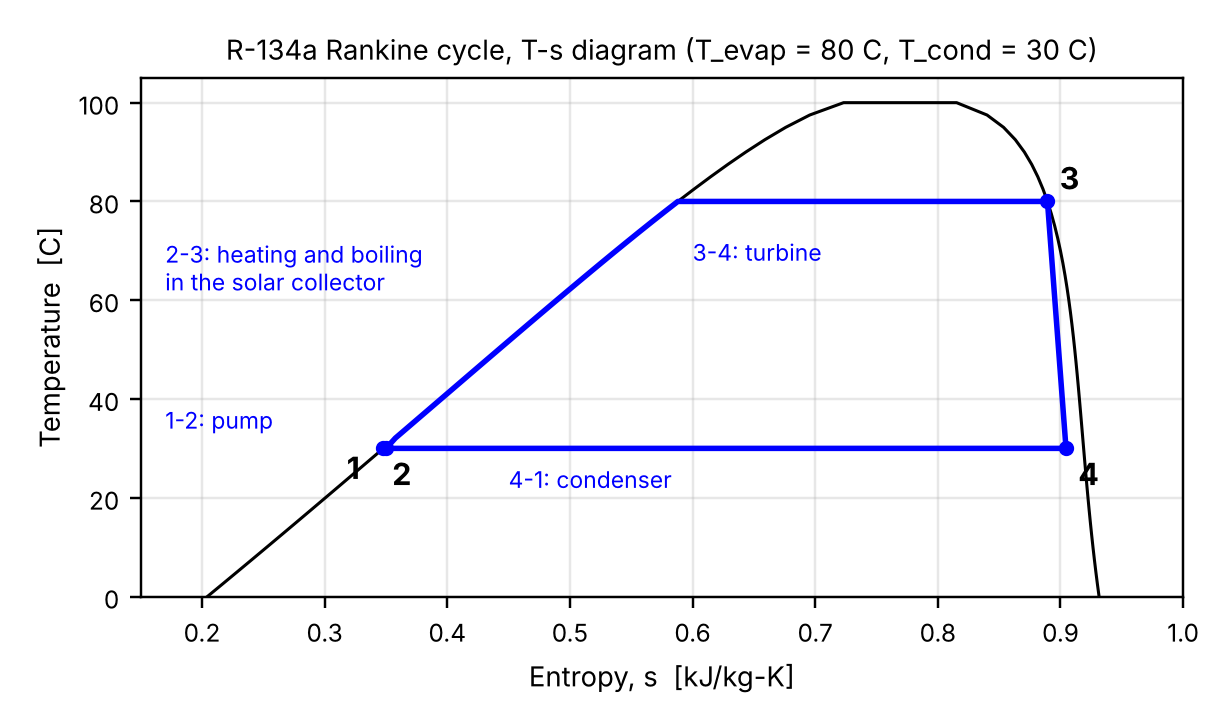 R-134a Rankine cycle, T-s diagram (T_evap = 80 C, T_cond = 30 C)
100
80
60
40
20
0
Temperature [C]
3
2-3: heating and boiling
in the solar collector
3-4: turbine
1-2: pump
1
2
4-1: condenser
4
0.2
0.3
0.4
0.5
0.6
0.7
0.8
0.9
1.0
Entropy, s [kJ/kg-K]